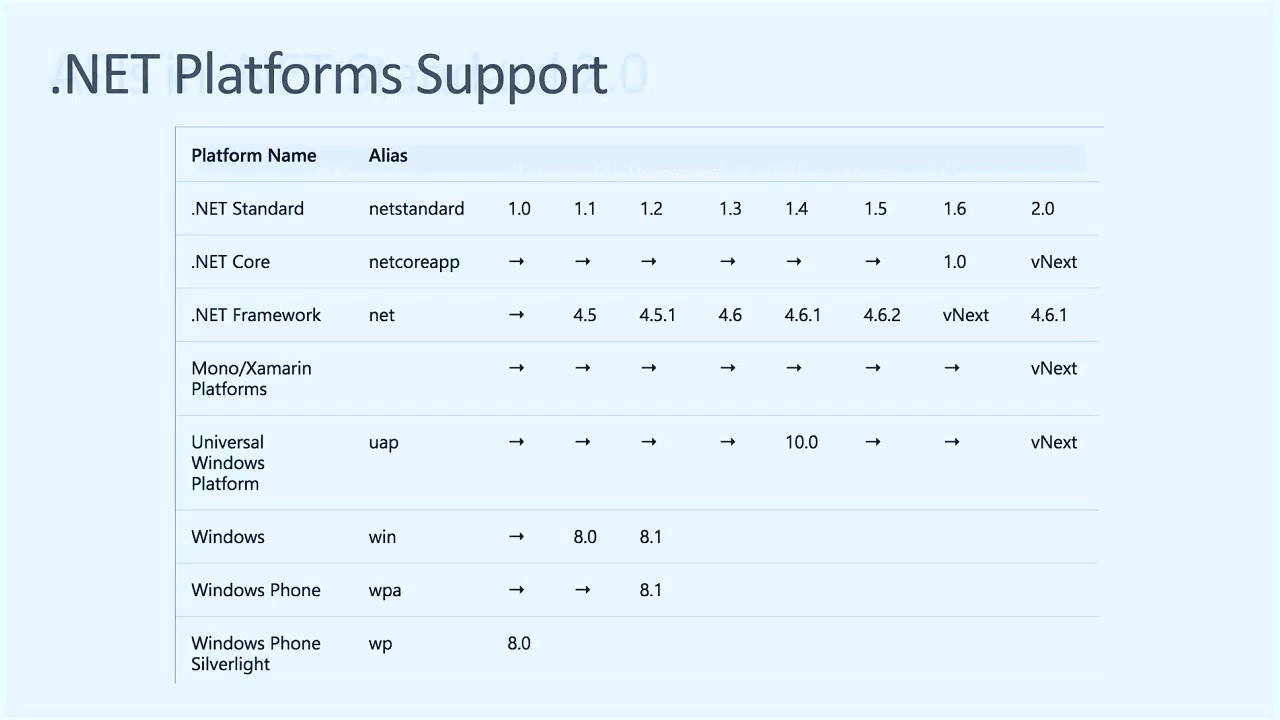 .NET Platforms Support
Platform Name Alias
.NET Standard netstandard 1.0 1.1 1.2 1.3 1.4 1.5 1.6 2.0
.NET Core netcoreapp → → → → → → 1.0 vNext
.NET Framework net → 4.5 4.5.1 4.6 4.6.1 4.6.2 vNext 4.6.1
Mono/Xamarin → → → → → → → vNext
Platforms
Universal uap → → → → 10.0 → → vNext
Windows
Platform
Windows win → 8.0 8.1
Windows Phone wpa → → 8.1
Windows Phone wp 8.0
Silverlight